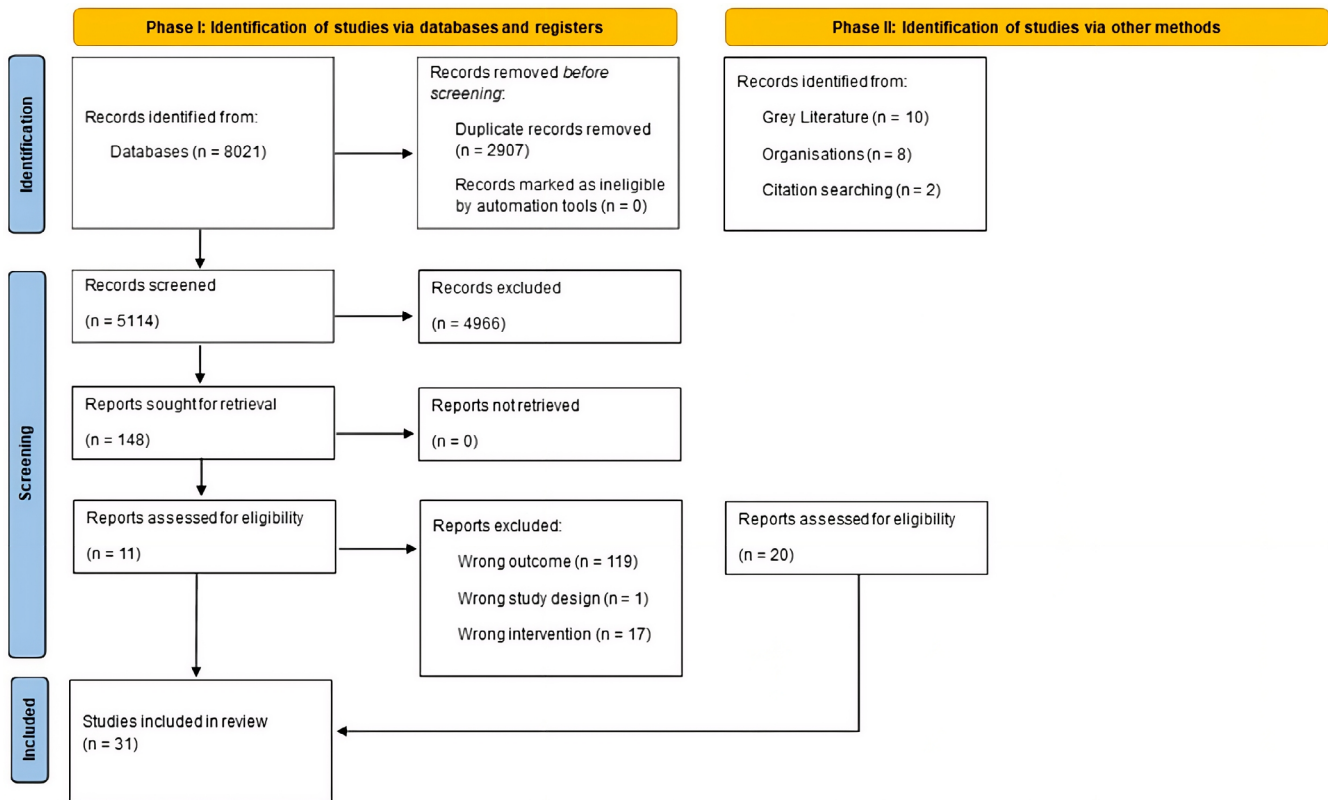 Phase I: Identification of studies via databases and registers
Phase II: Identification of studies via other methods
Identification
Records identified from:
Databases (n = 8021)
Records removed before
screening:
Duplicate records removed
(n = 2907)
Records marked as ineligible
by automation tools (n = 0)
Records identified from:
Grey Literature (n = 10)
Organisations (n = 8)
Citation searching (n = 2)
Screening
Records screened
(n = 5114)
Records excluded
(n = 4966)
Reports sought for retrieval
(n = 148)
Reports not retrieved
(n = 0)
Reports assessed for eligibility
(n = 11)
Reports excluded:
Wrong outcome (n = 119)
Wrong study design (n = 1)
Wrong intervention (n = 17)
Reports assessed for eligibility
(n = 20)
Included
Studies included in review
(n = 31)